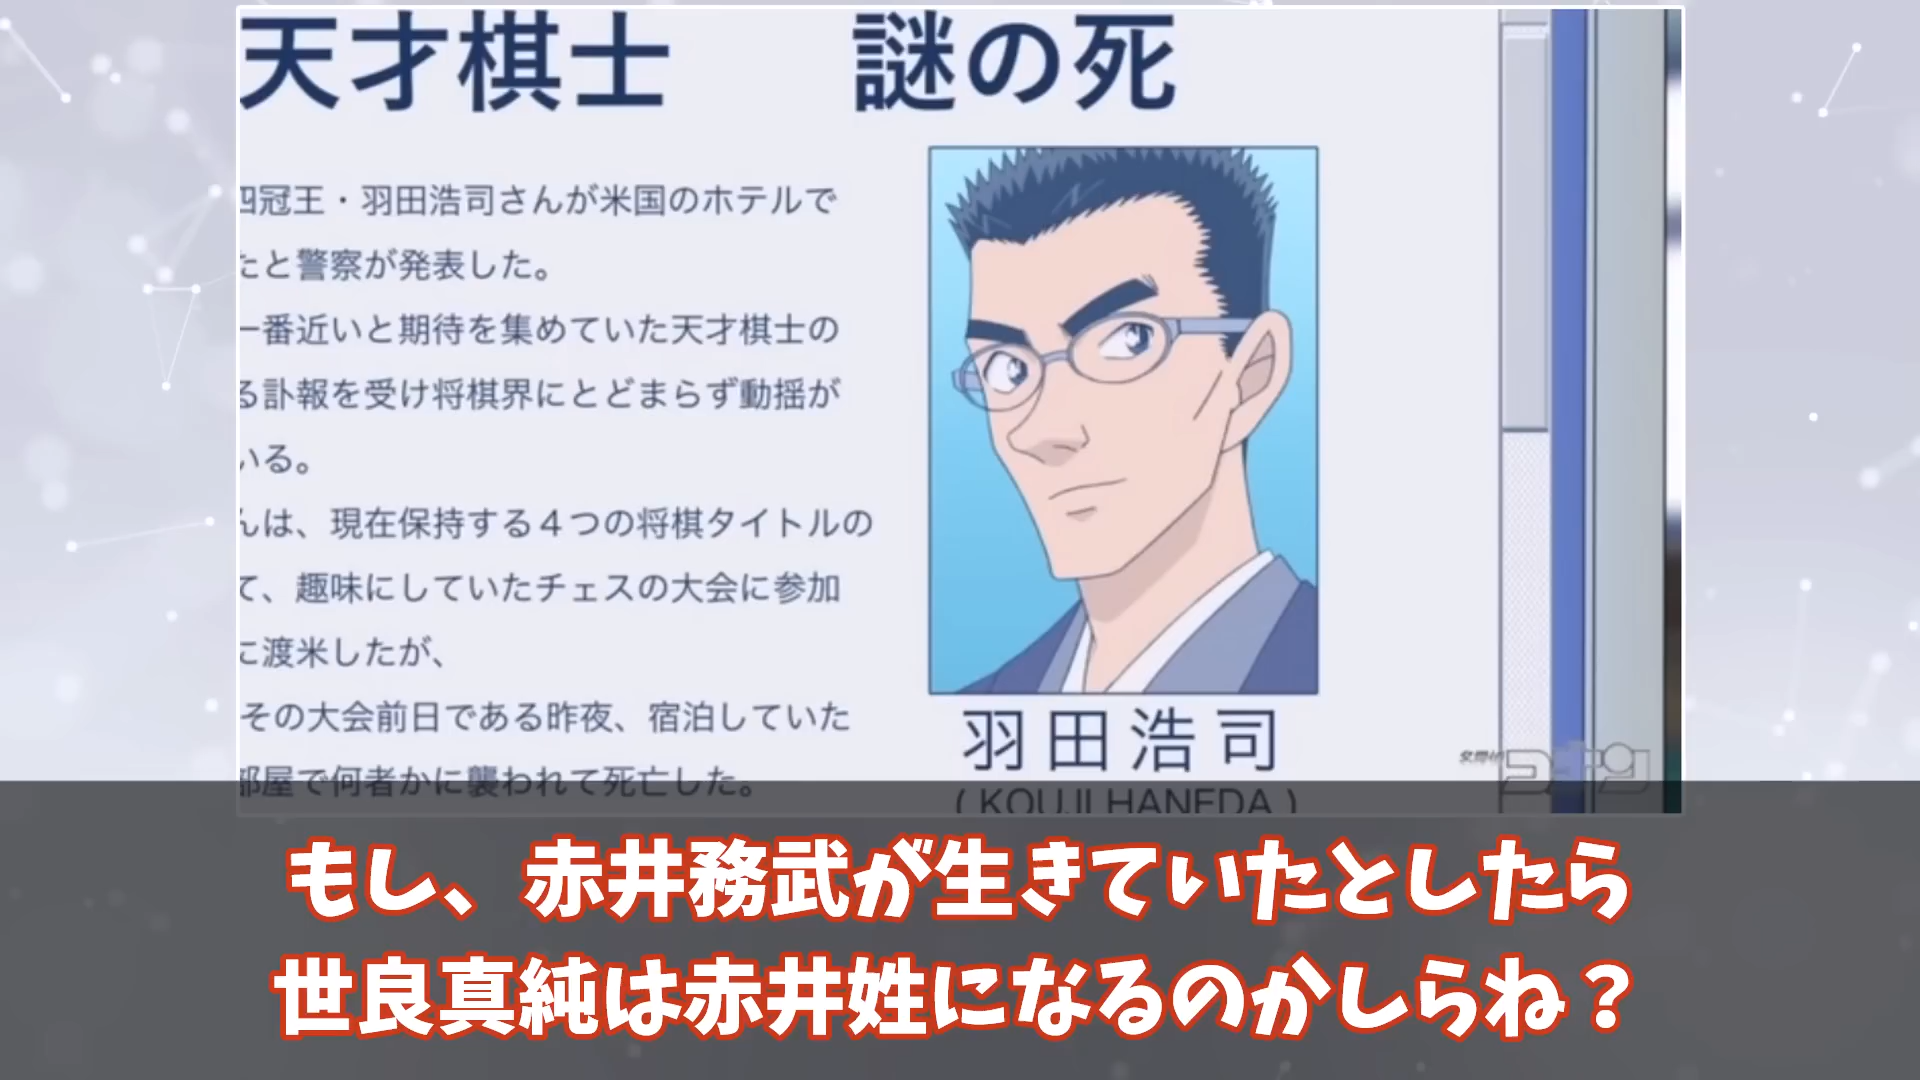 天才棋士 謎の死
四冠王・羽田浩司さんが米国のホテルで
たと警察が発表した。
一番近いと期待を集めていた天才棋士の
る訃報を受け将棋界にとどまらず動揺が
いる。
んは、現在保持する４つの将棋タイトルの
て、趣味にしていたチェスの大会に参加
に渡米したが、
その大会前日である昨夜、宿泊していた
部屋で何者かに襲われて死亡した。
羽田浩司
( KOUJI HANEDA )
名探偵コナン
もし、赤井務武が生きていたとしたら
世良真純は赤井姓になるのかしらね？